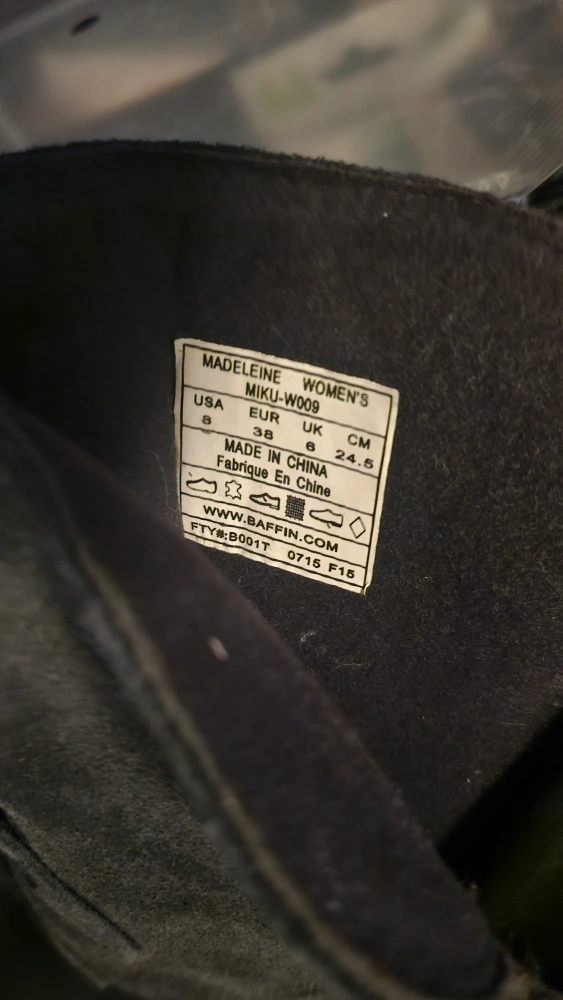 MADELEINE WOMEN'S
MIKU-W009
USA EUR UK CM
8 38 6 24.5
MADE IN CHINA
Fabrique En Chine
WWW.BAFFIN.COM
FTY#:B001T 0715 F15